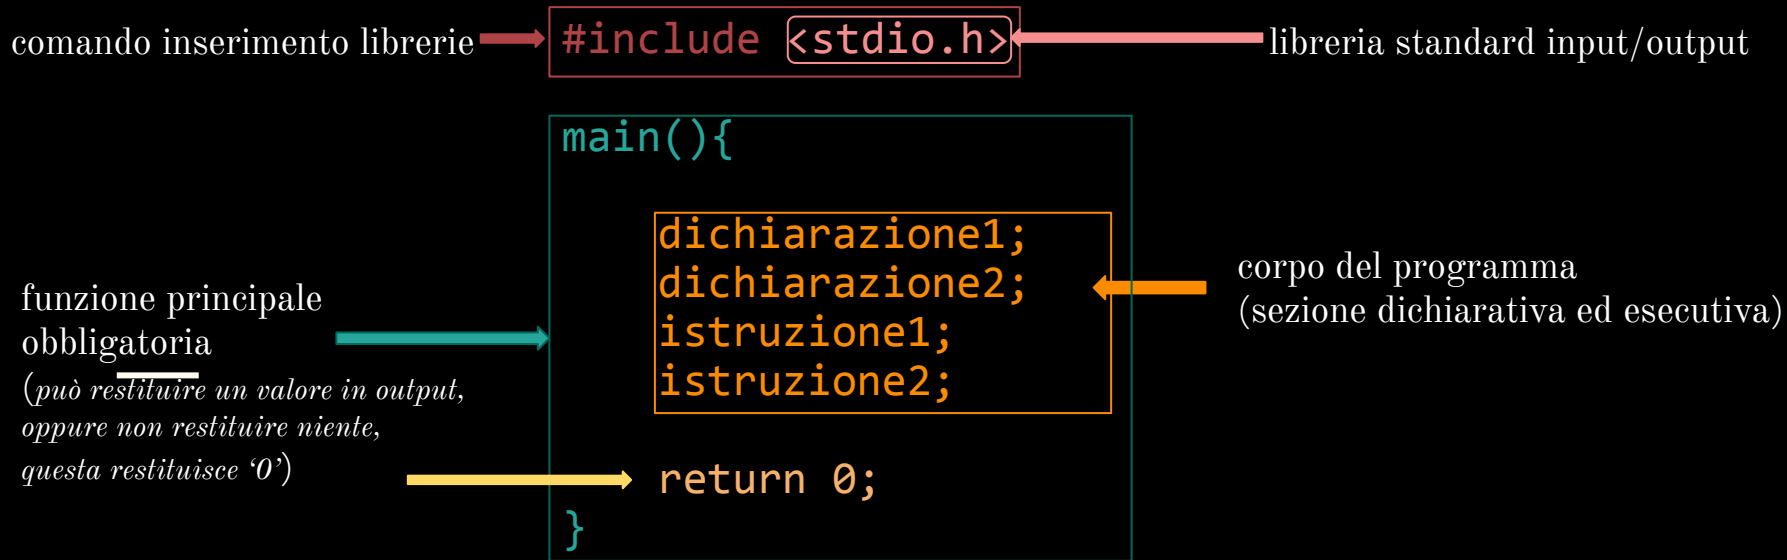 comando inserimento librerie
#include <stdio.h>
libreria standard input/output
main(){
dichiarazione1;
dichiarazione2;
istruzione1;
istruzione2;
corpo del programma
(sezione dichiarativa ed esecutiva)
funzione principale
obbligatoria
(può restituire un valore in output,
oppure non restituire niente,
questa restituisce ‘0’)
return 0;
}